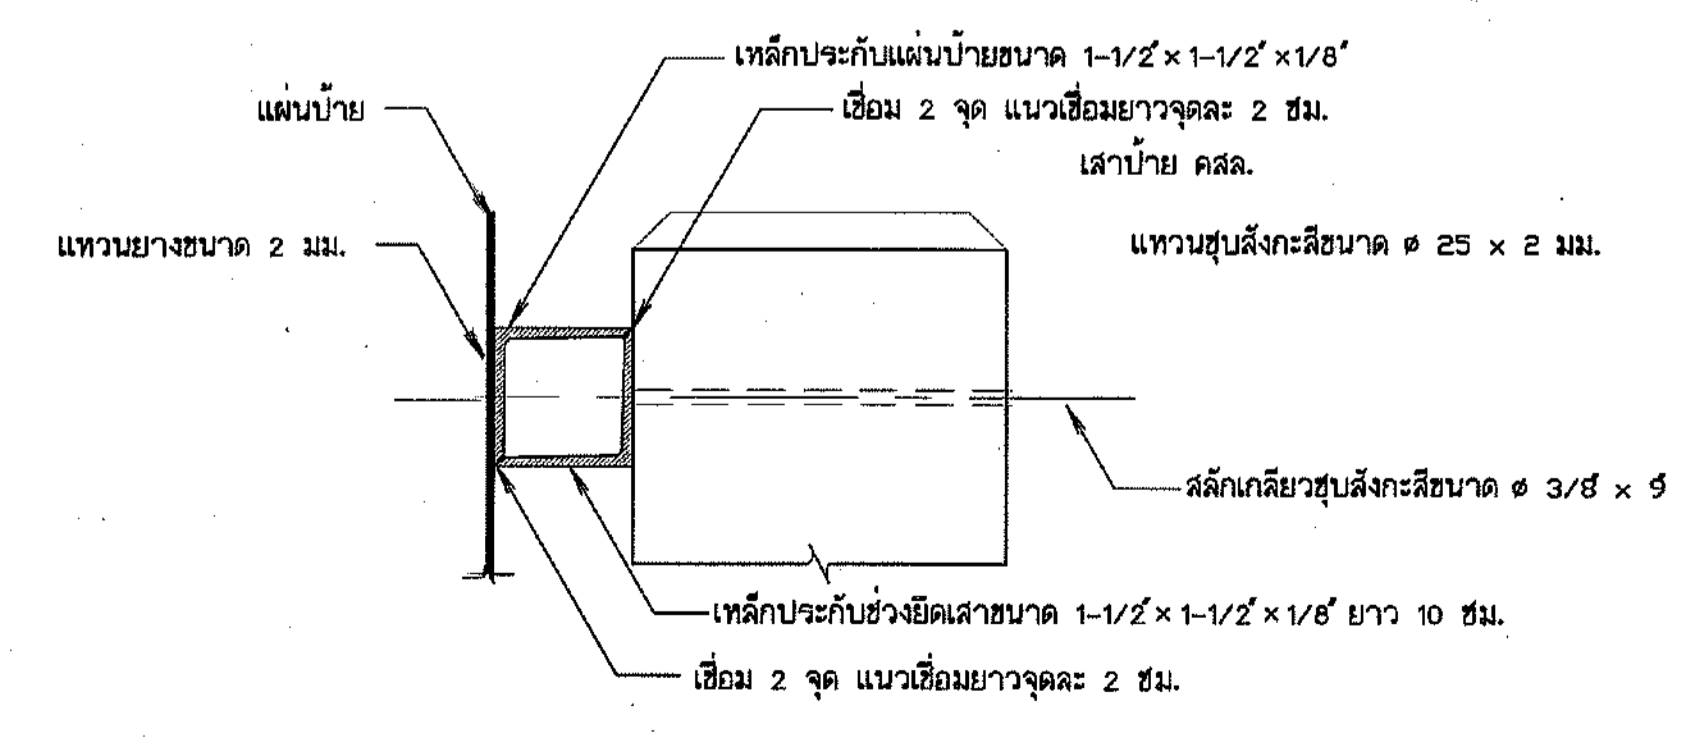 เหล็กประกับแผ่นป้ายขนาด 1-1/2"×1-1/2"×1/8"
แผ่นป้าย
เชื่อม 2 จุด แนวเชื่อมยาวจุดละ 2 ซม.
เสาป้าย คสล.
แหวนยางขนาด 2 มม.
แหวนชุบสังกะสีขนาด ø 25 x 2 มม.
สลักเกลียวชุบสังกะสีขนาด ø 3/8" x 9"
เหล็กประกับช่วงยึดเสาขนาด 1-1/2"×1-1/2"×1/8" ยาว 10 ซม.
เชื่อม 2 จุด แนวเชื่อมยาวจุดละ 2 ซม.